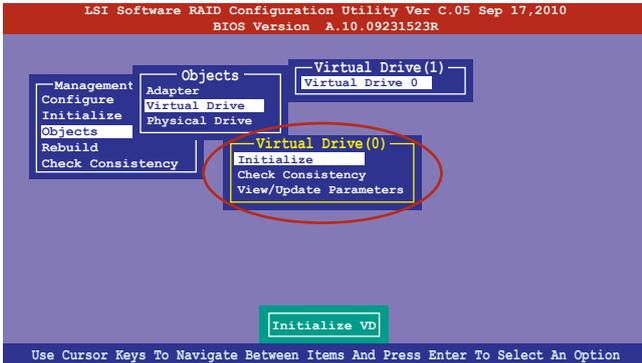 LSI Software RAID Configuration Utility Ver C.05 Sep 17,2010
BIOS Version A.10.09231523R
Management
Configure
Initialize
Objects
Rebuild
Check Consistency
Objects
Adapter
Virtual Drive
Physical Drive
Virtual Drive(1)
Virtual Drive 0
Virtual Drive(0)
Initialize
Check Consistency
View/Update Parameters
Initialize VD
Use Cursor Keys To Navigate Between Items And Press Enter To Select An Option